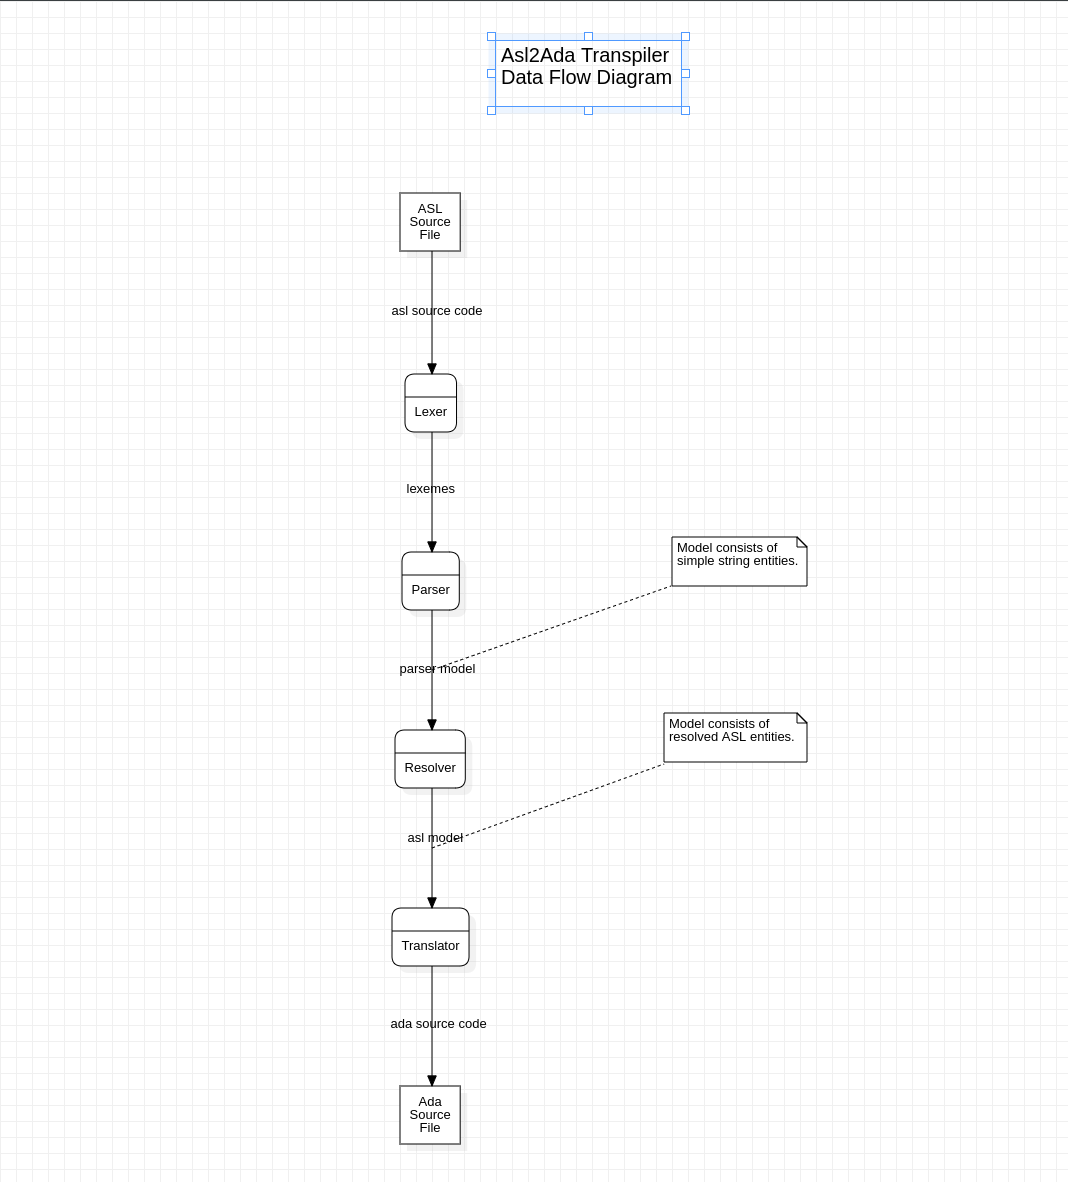 Asl2Ada Transpiler
Data Flow Diagram
ASL
Source
File
asl source code
Lexer
lexemes
Parser
Model consists of
simple string entities.
parser model
Model consists of
resolved ASL entities.
Resolver
asl model
Translator
ada source code
Ada
Source
File